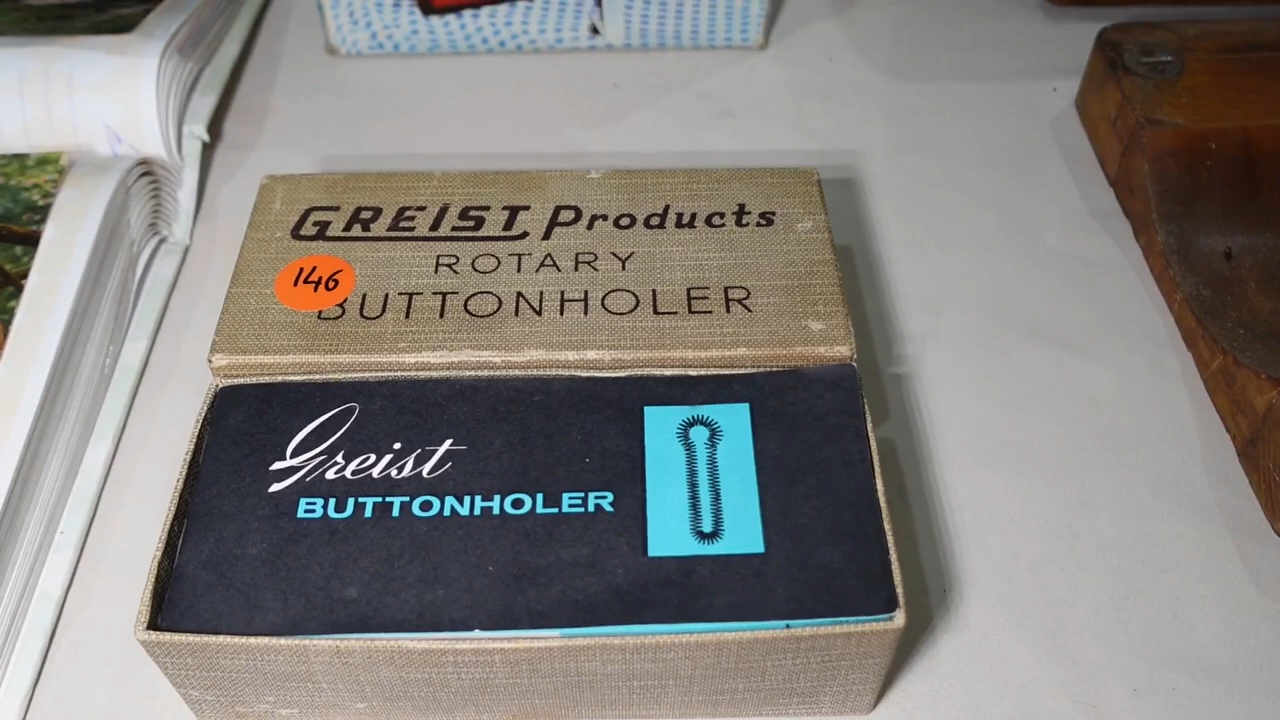 GREIST Products
ROTARY
146
BUTTONHOLER
Greist
BUTTONHOLER